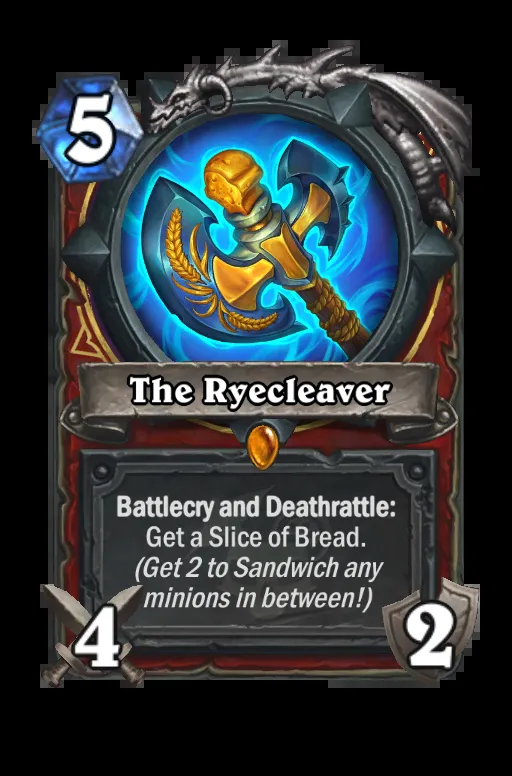 5
The Ryecleaver
Battlecry and Deathrattle:
Get a Slice of Bread.
(Get 2 to Sandwich any
minions in between!)
4
2